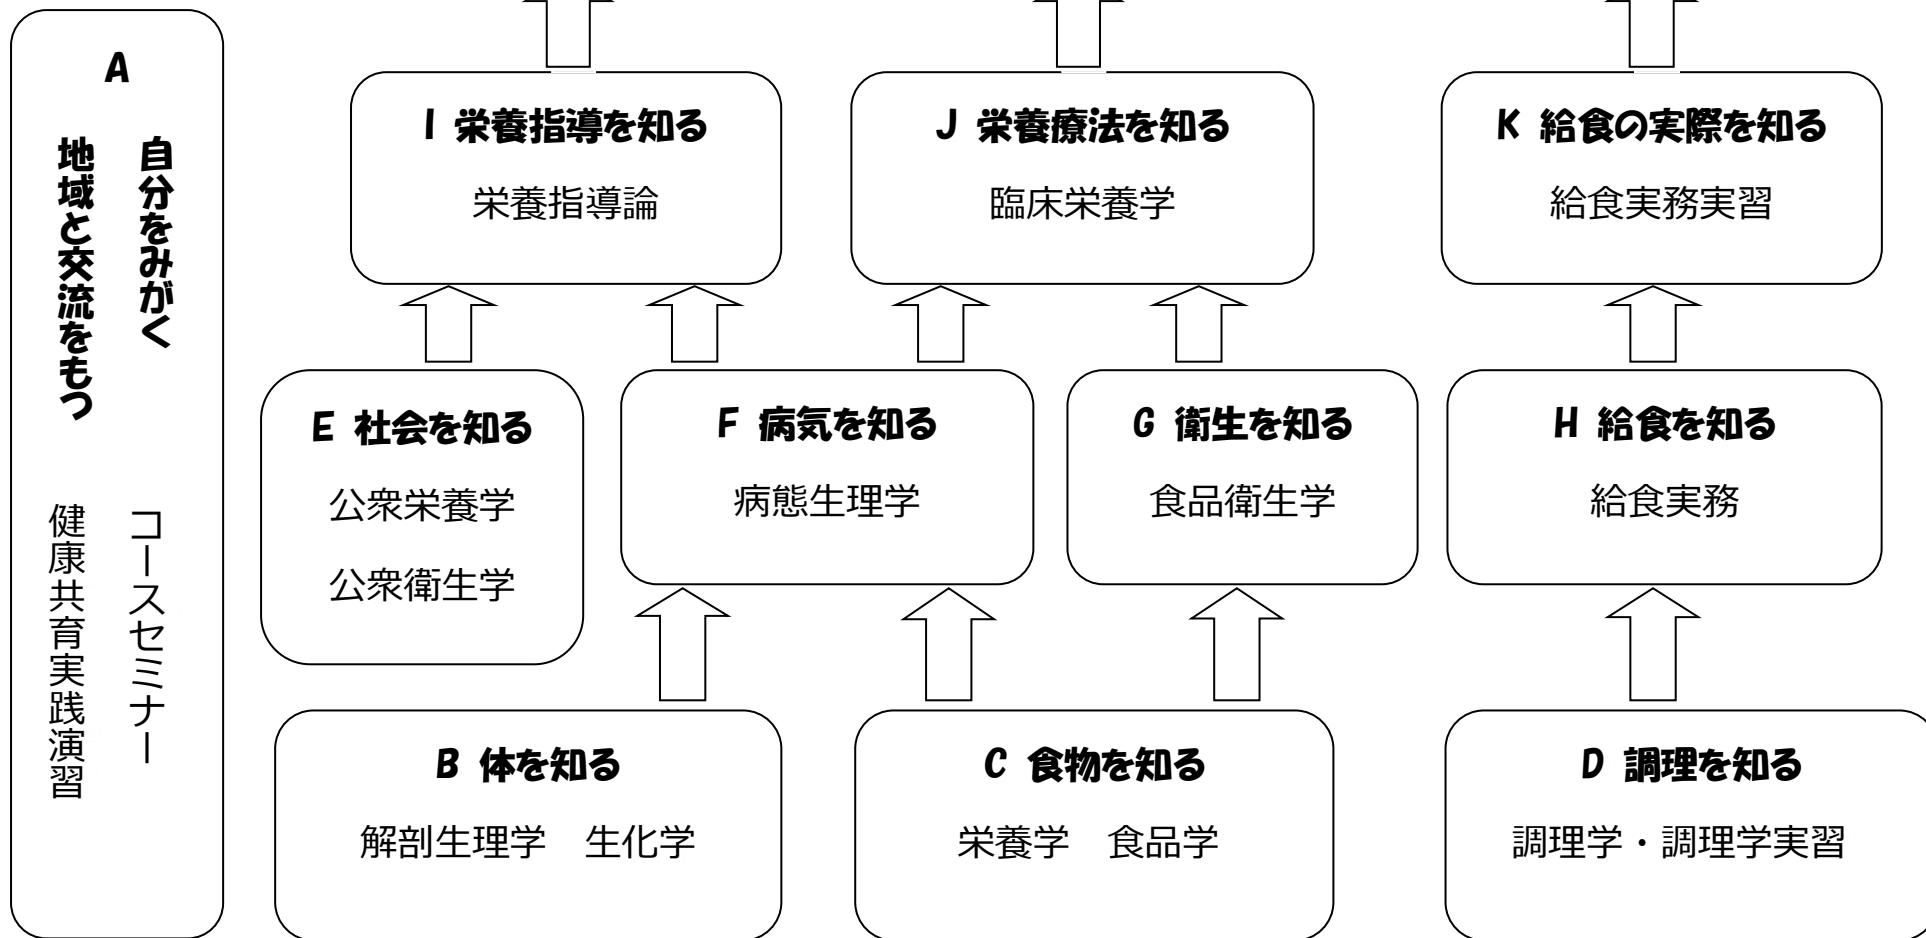 A
自分をみがく
地域と交流をもつ
コースセミナー
健康共育実践演習
I 栄養指導を知る
栄養指導論
J 栄養療法を知る
臨床栄養学
K 給食の実際を知る
給食実務実習
E 社会を知る
公衆栄養学
公衆衛生学
F 病気を知る
病態生理学
G 衛生を知る
食品衛生学
H 給食を知る
給食実務
B 体を知る
解剖生理学　生化学
C 食物を知る
栄養学　食品学
D 調理を知る
調理学・調理学実習